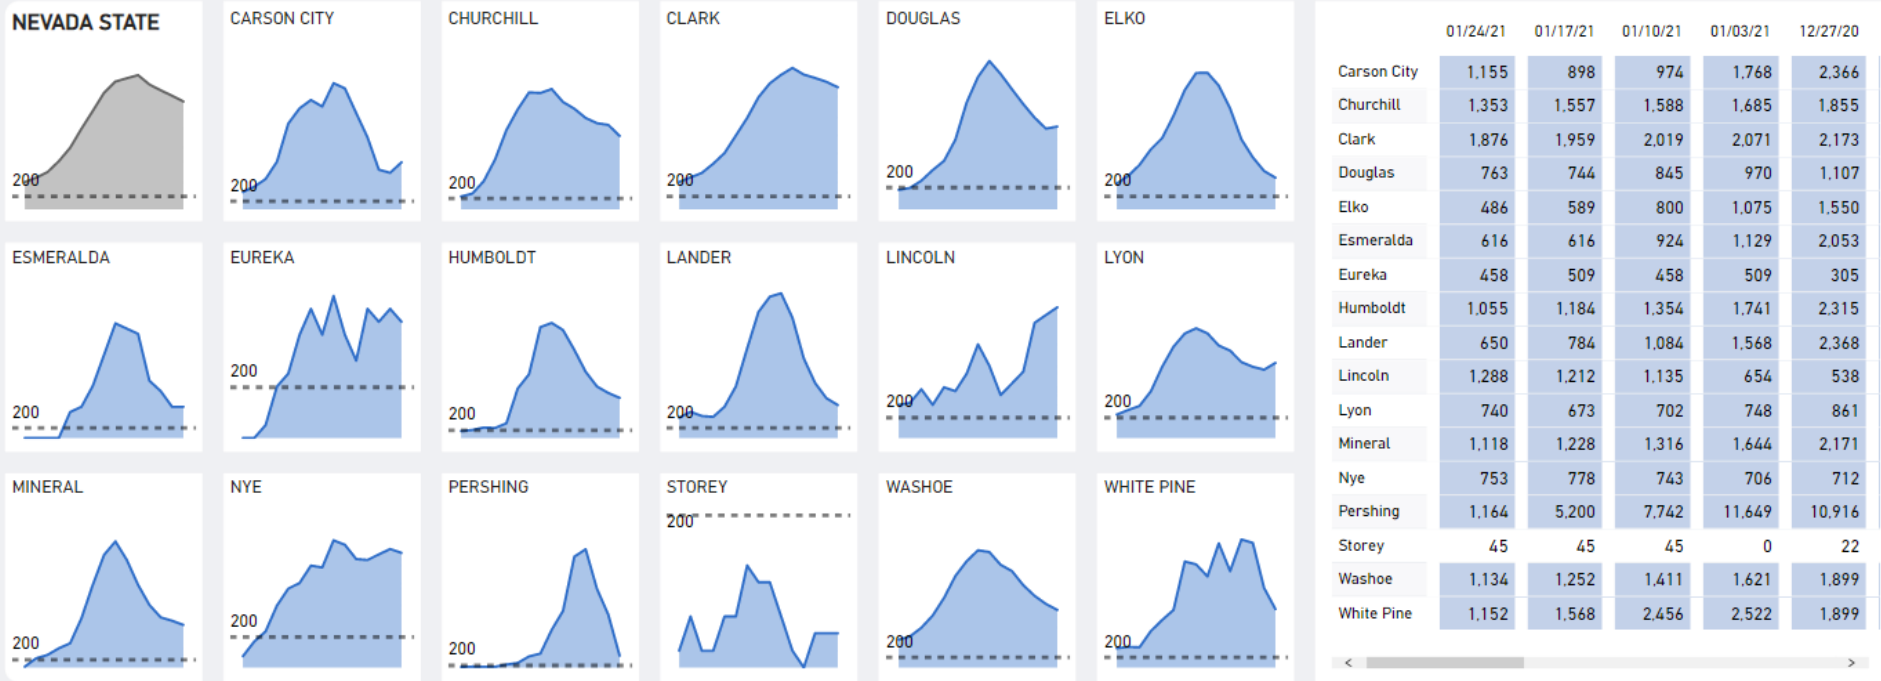 NEVADA STATE
200
CARSON CITY
200
CHURCHILL
200
CLARK
200
DOUGLAS
200
ELKO
200
ESMERALDA
200
EUREKA
200
HUMBOLDT
200
LANDER
200
LINCOLN
200
LYON
200
MINERAL
200
NYE
200
PERSHING
200
STOREY
200
WASHOE
200
WHITE PINE
200
01/24/21 01/17/21 01/10/21 01/03/21 12/27/20
Carson City 1,155 898 974 1,768 2,366
Churchill 1,353 1,557 1,588 1,685 1,855
Clark 1,876 1,959 2,019 2,071 2,173
Douglas 763 744 845 970 1,107
Elko 486 589 800 1,075 1,550
Esmeralda 616 616 924 1,129 2,053
Eureka 458 509 458 509 305
Humboldt 1,055 1,184 1,354 1,741 2,315
Lander 650 784 1,084 1,568 2,368
Lincoln 1,288 1,212 1,135 654 538
Lyon 740 673 702 748 861
Mineral 1,118 1,228 1,316 1,644 2,171
Nye 753 778 743 706 712
Pershing 1,164 5,200 7,742 11,649 10,916
Storey 45 45 45 0 22
Washoe 1,134 1,252 1,411 1,621 1,899
White Pine 1,152 1,568 2,456 2,522 1,899